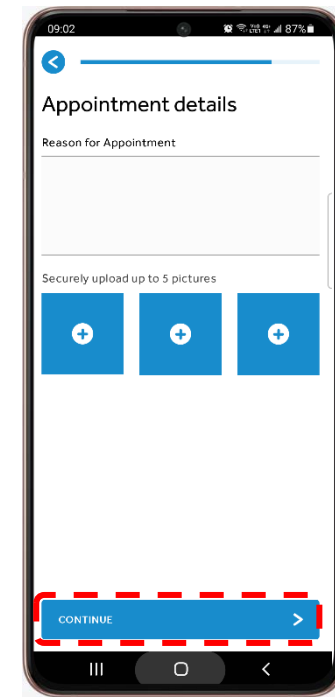 09:02
87%
Appointment details
Reason for Appointment
Securely upload up to 5 pictures
CONTINUE